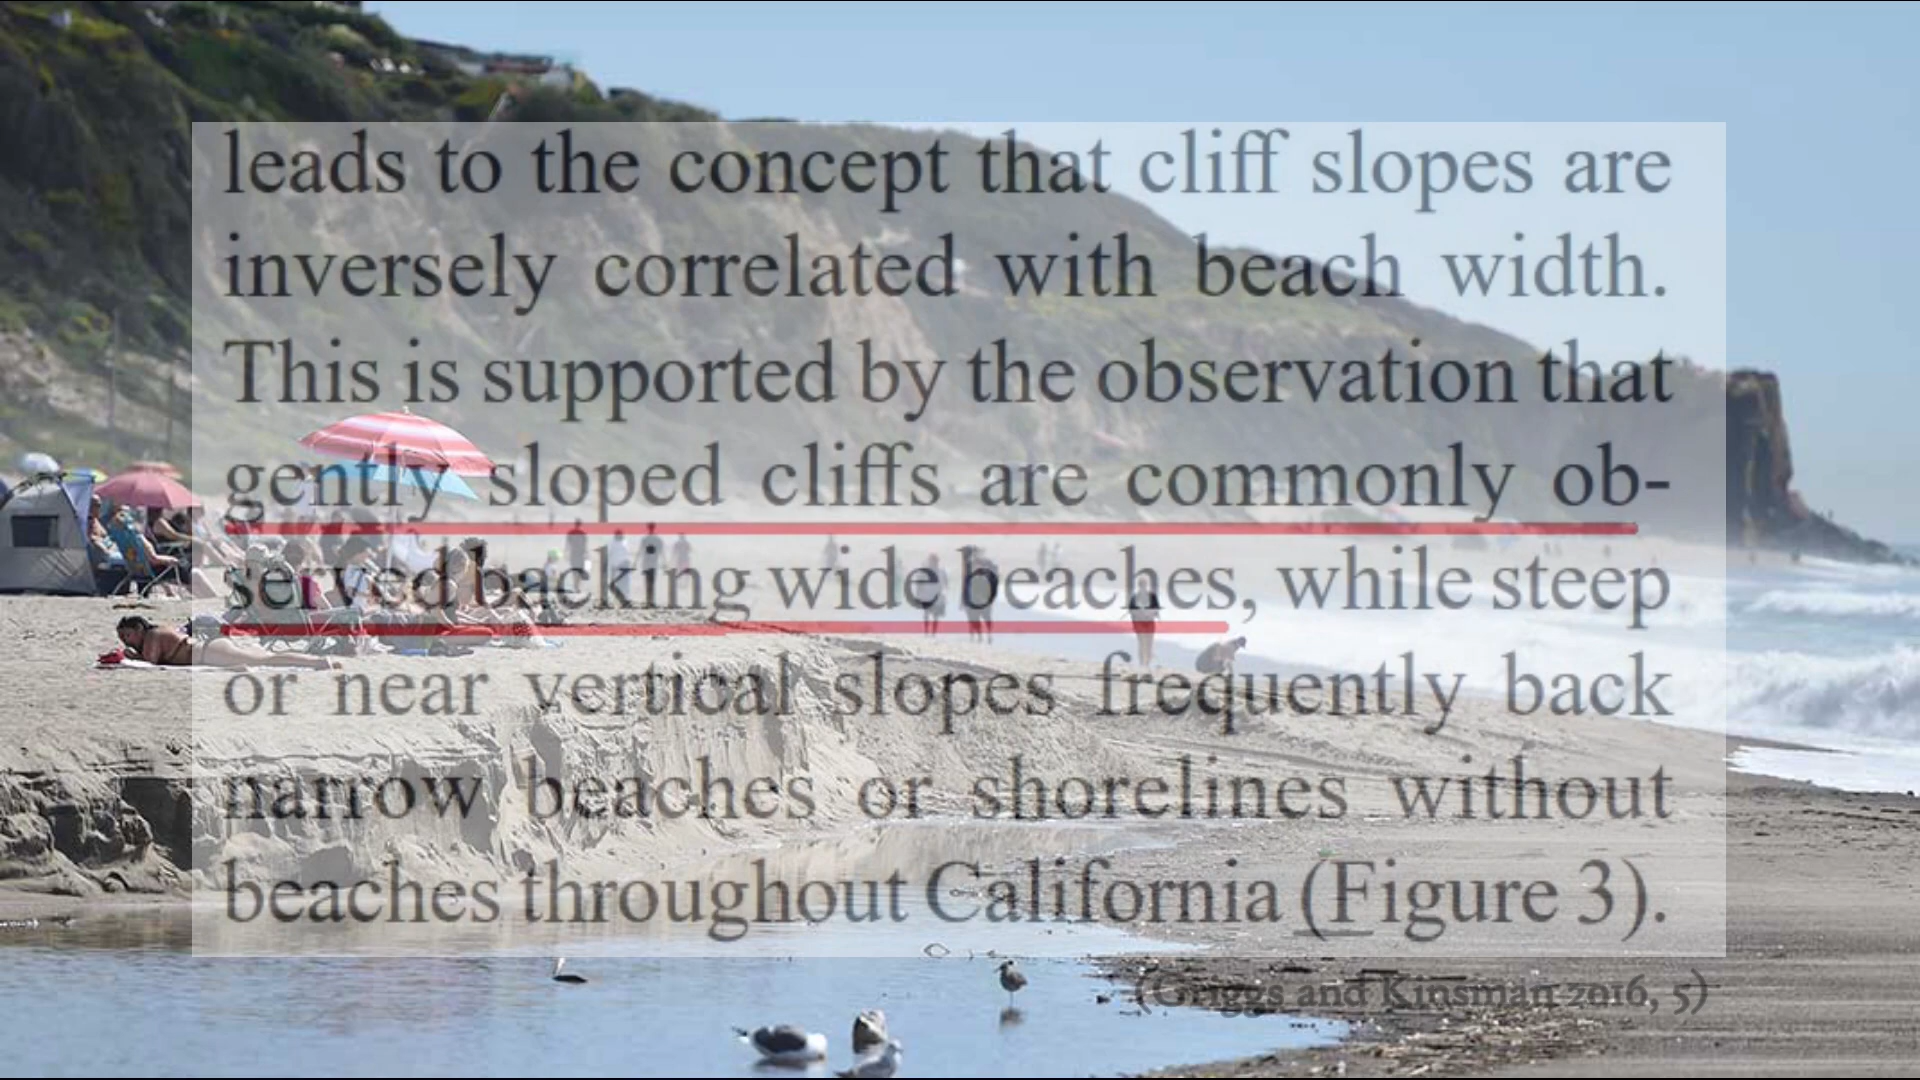 leads to the concept that cliff slopes are
inversely correlated with beach width.
This is supported by the observation that
gently sloped cliffs are commonly ob-
served backing wide beaches, while steep
or near vertical slopes frequently back
narrow beaches or shorelines without
beaches throughout California (Figure 3).
(Griggs and Kinsman 2016, 5)